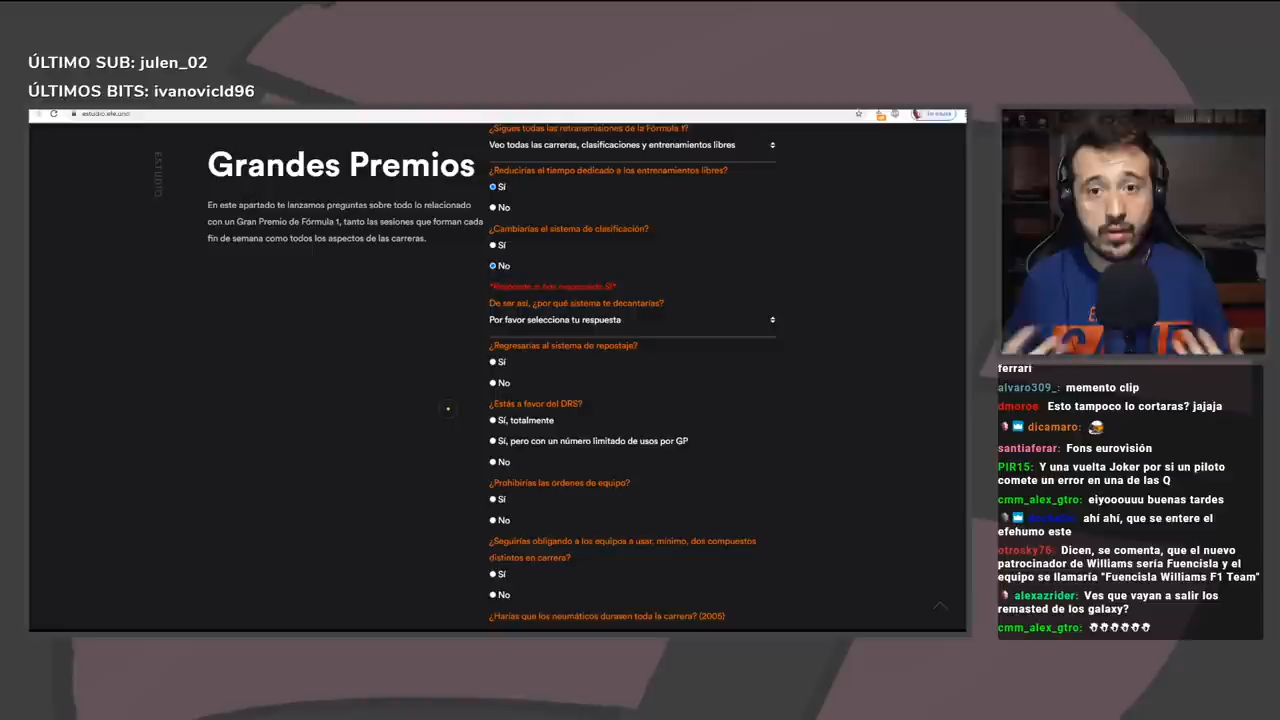 ÚLTIMO SUB: julen_02
ÚLTIMOS BITS: ivanovicld96
estudio.efe.uno
ESTUDIO
Grandes Premios
En este apartado te lanzamos preguntas sobre todo lo relacionado
con un Gran Premio de Fórmula 1, tanto las sesiones que forman cada
fin de semana como todos los aspectos de las carreras.
¿Sigues todas las retransmisiones de la Fórmula 1?
Veo todas las carreras, clasificaciones y entrenamientos libres
¿Reducirías el tiempo dedicado a los entrenamientos libres?
Sí
No
¿Cambiarías el sistema de clasificación?
Sí
No
*Responde si has respondido SÍ*
De ser así, ¿por qué sistema te decantarías?
Por favor selecciona tu respuesta
¿Regresarías al sistema de repostaje?
Sí
No
¿Estás a favor del DRS?
Sí, totalmente
Sí, pero con un número limitado de usos por GP
No
¿Prohibirías las órdenes de equipo?
Sí
No
¿Seguirías obligando a los equipos a usar, mínimo, dos compuestos
distintos en carrera?
Sí
No
¿Harías que los neumáticos durasen toda la carrera? (2005)
ferrari
alvaro309_: memento clip
dmoroe: Esto tampoco lo cortaras? jajaja
dicamaro:
santiaferar: Fons eurovisión
PIR15: Y una vuelta Joker por si un piloto
comete un error en una de las Q
cmm_alex_gtro: eiyooouuu buenas tardes
ahí ahí, que se entere el
efehumo este
otrosky76: Dicen, se comenta, que el nuevo
patrocinador de Williams sería Fuencisla y el
equipo se llamaría "Fuencisla Williams F1 Team"
alexazrider: Ves que vayan a salir los
remasted de los galaxy?
cmm_alex_gtro: